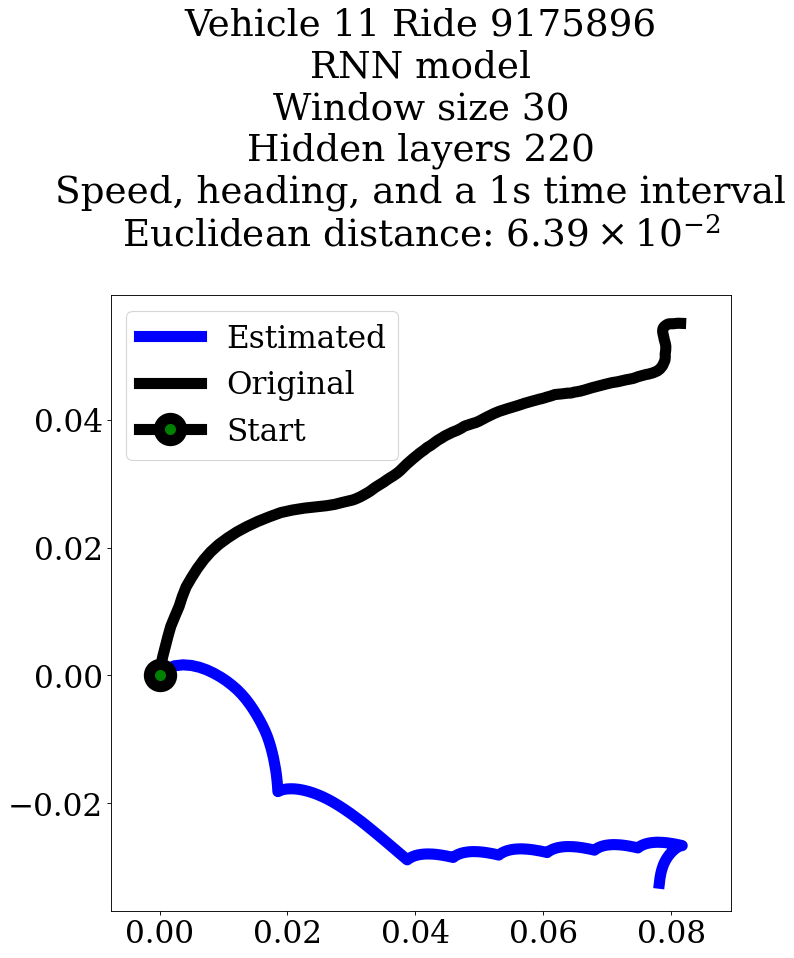 Vehicle 11 Ride 9175896
RNN model
Window size 30
Hidden layers 220
Speed, heading, and a 1s time interval
Euclidean distance: 6.39 × 10⁻²
Estimated
Original
Start
0.04
0.02
0.00
−0.02
0.00 0.02 0.04 0.06 0.08